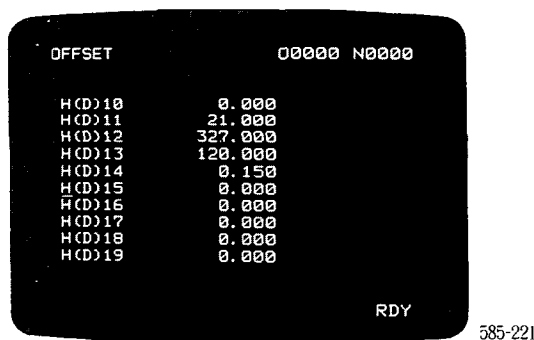 OFFSET O0000 N0000
H(D)10 0.000
H(D)11 21.000
H(D)12 327.000
H(D)13 120.000
H(D)14 0.150
H(D)15 0.000
H(D)16 0.000
H(D)17 0.000
H(D)18 0.000
H(D)19 0.000
RDY
585-221